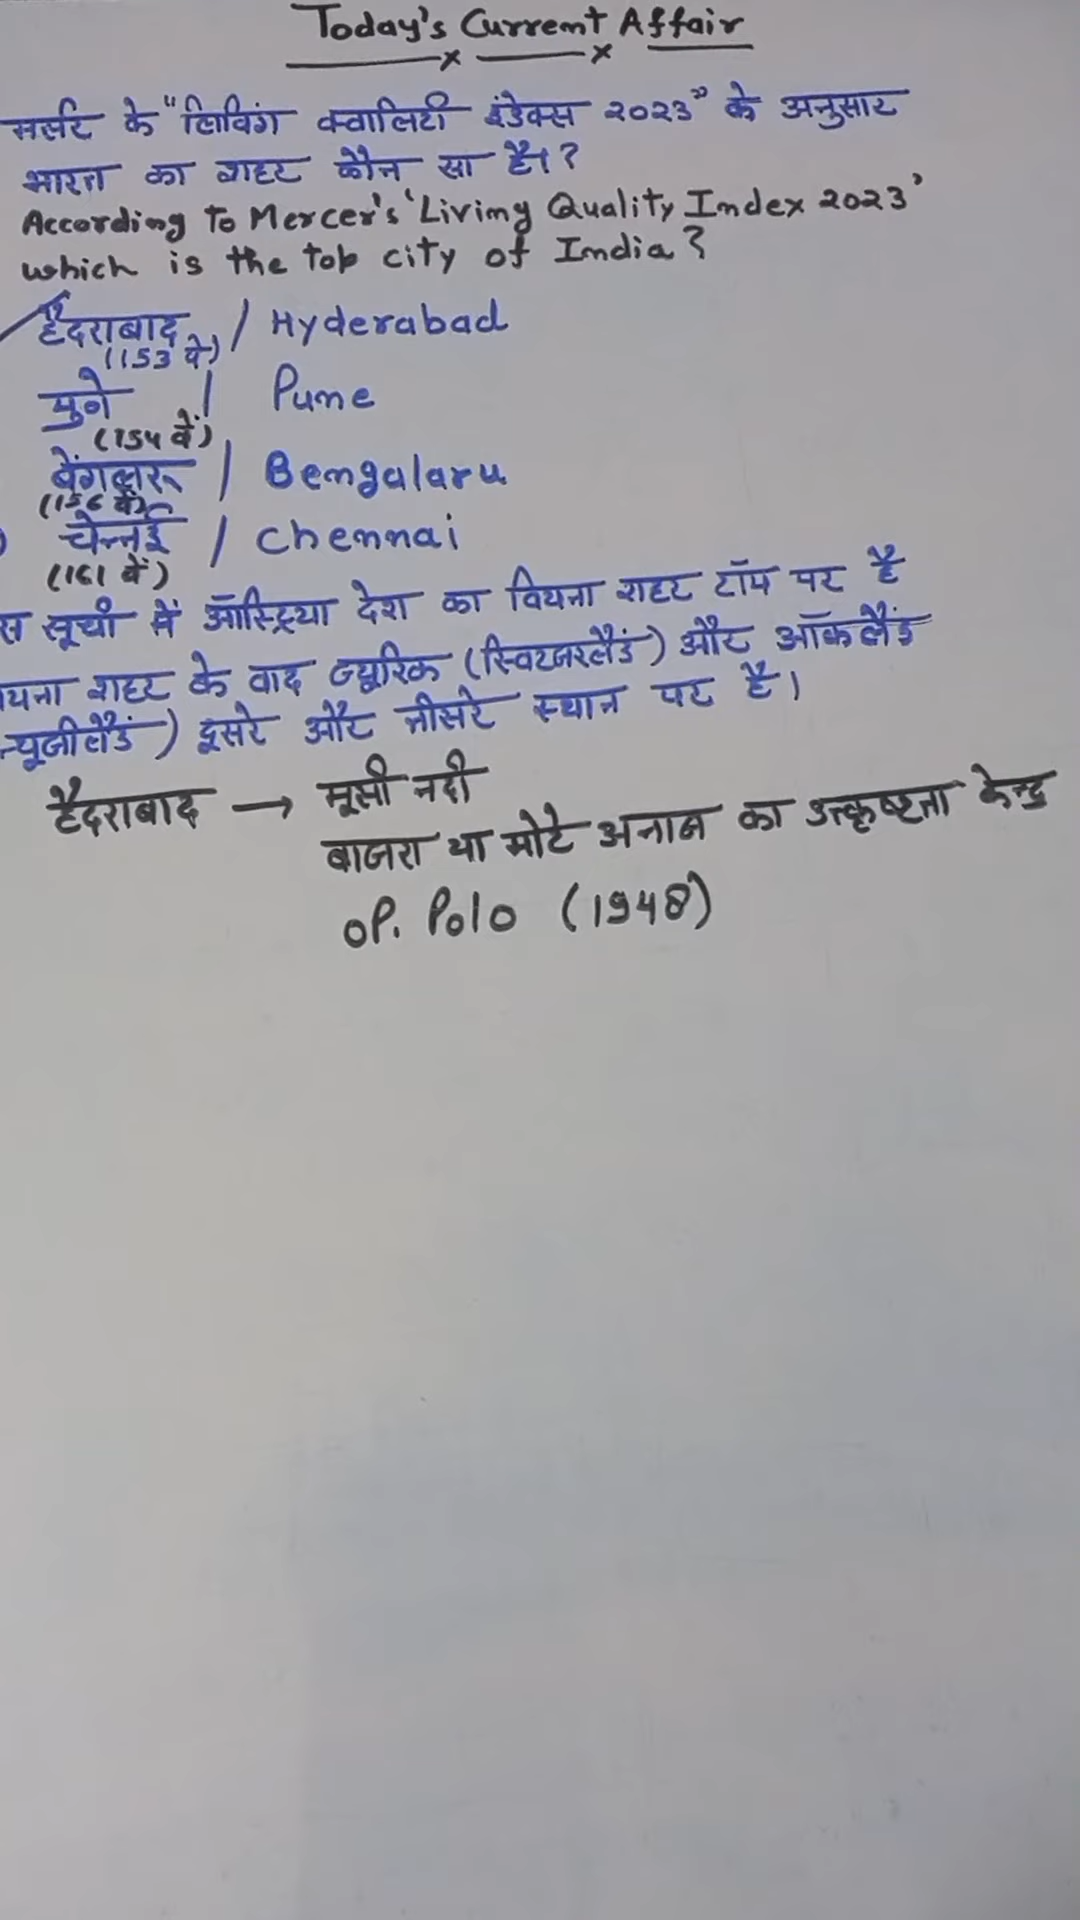 Today's Current Affair
मर्सर के "लिविंग क्वालिटी इंडेक्स 2023" के अनुसार
भारत का शहर कौन सा है?
According To Mercer's 'Living Quality Index 2023'
which is the top city of India?
हैदराबाद / Hyderabad
(153 वें)
पुणे / Pune
(154 वें)
बेंगलुरू / Bengalaru
(156 वें)
चेन्नई / Chennai
(161 वें)
स सूची में ऑस्ट्रिया देश का वियना शहर टॉप पर है
यना शहर के बाद ज्यूरिक (स्विटजरलैंड) और ऑकलैंड
न्यूजीलैंड) दूसरे और तीसरे स्थान पर है।
हैदराबाद → मूसी नदी
बाजरा या मोटे अनाज का उत्कृष्टता केन्द्र
OP. Polo (1948)